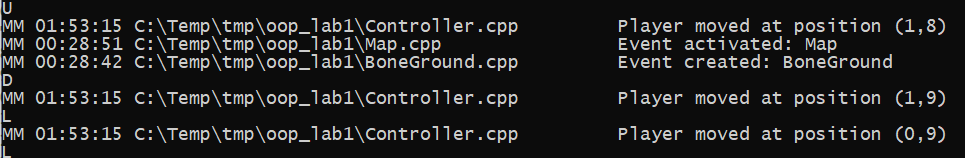 U
MM 01:53:15 C:\Temp\tmp\oop_lab1\Controller.cpp Player moved at position (1,8)
MM 00:28:51 C:\Temp\tmp\oop_lab1\Map.cpp Event activated: Map
MM 00:28:42 C:\Temp\tmp\oop_lab1\BoneGround.cpp Event created: BoneGround
D
MM 01:53:15 C:\Temp\tmp\oop_lab1\Controller.cpp Player moved at position (1,9)
L
MM 01:53:15 C:\Temp\tmp\oop_lab1\Controller.cpp Player moved at position (0,9)
L